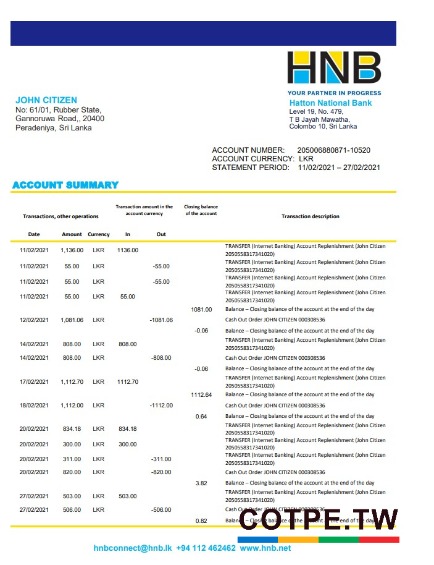 HNB
YOUR PARTNER IN PROGRESS
JOHN CITIZEN
No: 61/01, Rubber State,
Gannoruwa Road,, 20400
Peradeniya, Sri Lanka
Hatton National Bank
Level 19, No. 479,
T B Jayah Mawatha,
Colombo 10, Sri Lanka
ACCOUNT NUMBER: 205006880871-10520
ACCOUNT CURRENCY: LKR
STATEMENT PERIOD: 11/02/2021 – 27/02/2021
ACCOUNT SUMMARY
Transactions, other operations
Transaction amount in the
account currency
Closing balance
of the account
Transaction description
Date Amount Currency In Out
11/02/2021 1,136.00 LKR 1136.00 TRANSFER (Internet Banking) Account Replenishment (John Citizen
2050558317341020)
11/02/2021 55.00 LKR -55.00 TRANSFER (Internet Banking) Account Replenishment (John Citizen
2050558317341020)
11/02/2021 55.00 LKR -55.00 TRANSFER (Internet Banking) Account Replenishment (John Citizen
2050558317341020)
11/02/2021 55.00 LKR 55.00 TRANSFER (Internet Banking) Account Replenishment (John Citizen
2050558317341020)
1081.00 Balance – Closing balance of the account at the end of the day
12/02/2021 1,081.06 LKR -1081.06 Cash Out Order JOHN CITIZEN 000308536
-0.06 Balance – Closing balance of the account at the end of the day
14/02/2021 808.00 LKR 808.00 TRANSFER (Internet Banking) Account Replenishment (John Citizen
2050558317341020)
14/02/2021 808.00 LKR -808.00 Cash Out Order JOHN CITIZEN 000308536
-0.06 Balance – Closing balance of the account at the end of the day
17/02/2021 1,112.70 LKR 1112.70 TRANSFER (Internet Banking) Account Replenishment (John Citizen
2050558317341020)
1112.64 Balance – Closing balance of the account at the end of the day
18/02/2021 1,112.00 LKR -1112.00 Cash Out Order JOHN CITIZEN 000308536
0.64 Balance – Closing balance of the account at the end of the day
20/02/2021 834.18 LKR 834.18 TRANSFER (Internet Banking) Account Replenishment (John Citizen
2050558317341020)
20/02/2021 300.00 LKR 300.00 TRANSFER (Internet Banking) Account Replenishment (John Citizen
2050558317341020)
20/02/2021 311.00 LKR -311.00 TRANSFER (Internet Banking) Account Replenishment (John Citizen
2050558317341020)
20/02/2021 820.00 LKR -820.00 Cash Out Order JOHN CITIZEN 000308536
3.82 Balance – Closing balance of the account at the end of the day
27/02/2021 503.00 LKR 503.00 TRANSFER (Internet Banking) Account Replenishment (John Citizen
2050558317341020)
27/02/2021 506.00 LKR -506.00 Cash Out Order JOHN CITIZEN 000308536
0.82 Balance – Closing balance of the account at the end of the day
COTPE.TW
hnbconnect@hnb.lk +94 112 462462 www.hnb.net